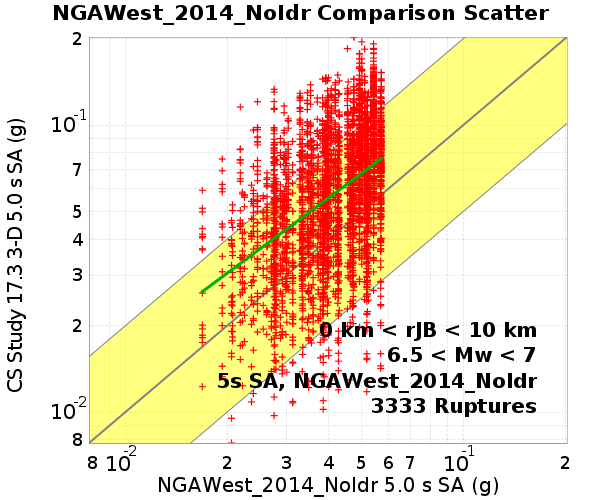 NGAWest_2014_NoIdr Comparison Scatter
CS Study 17.3 3-D 5.0 s SA (g)
2
10-1
7
5
4
3
2
10-2
8
0 km < rJB < 10 km
6.5 < Mw < 7
5s SA, NGAWest_2014_NoIdr
3333 Ruptures
8 10-2 2 3 4 5 6 7 10-1 2
NGAWest_2014_NoIdr 5.0 s SA (g)